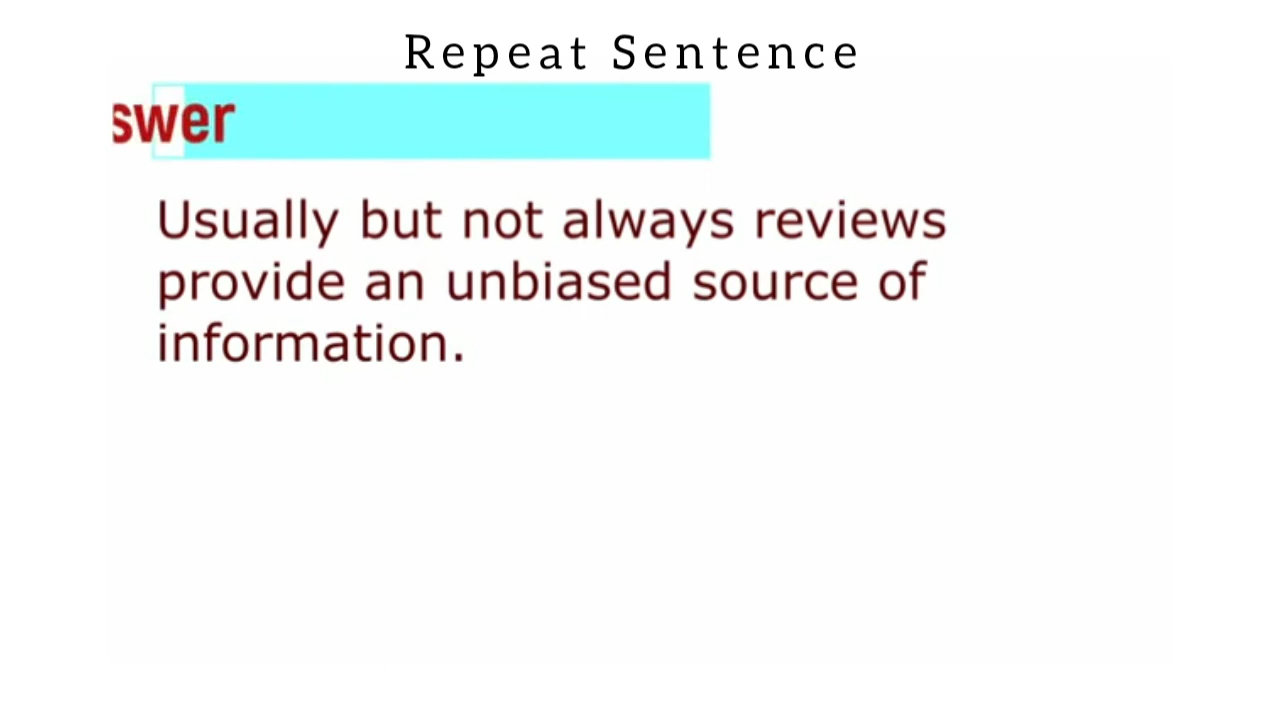 Repeat Sentence
swer
Usually but not always reviews
provide an unbiased source of
information.